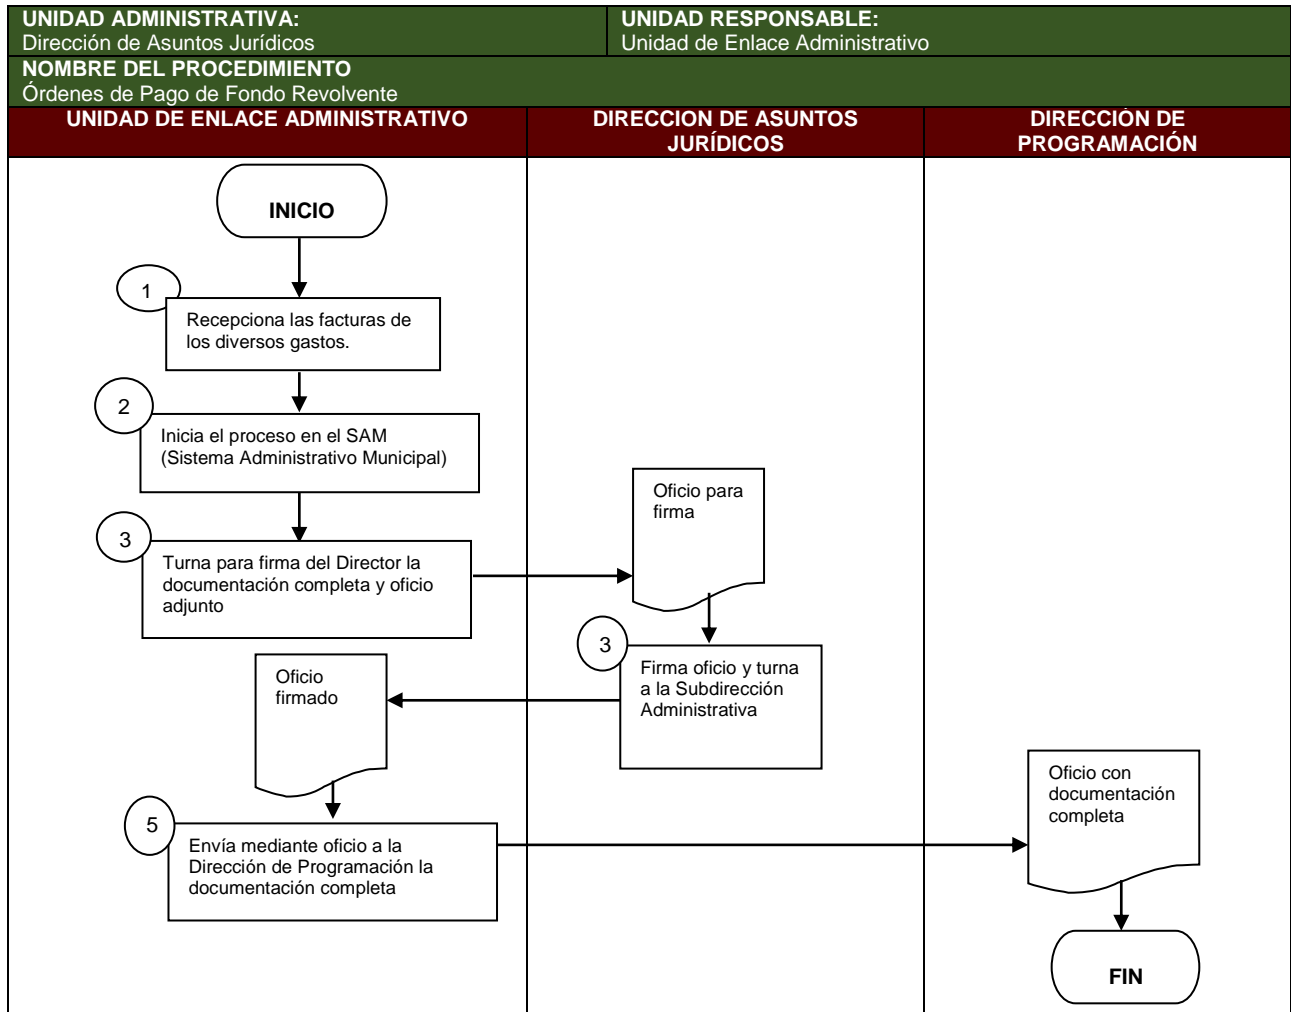 UNIDAD ADMINISTRATIVA:
Dirección de Asuntos Jurídicos
UNIDAD RESPONSABLE:
Unidad de Enlace Administrativo
NOMBRE DEL PROCEDIMIENTO
Órdenes de Pago de Fondo Revolvente
UNIDAD DE ENLACE ADMINISTRATIVO
DIRECCION DE ASUNTOS
JURÍDICOS
DIRECCIÓN DE
PROGRAMACIÓN
INICIO
1
Recepciona las facturas de
los diversos gastos.
2
Inicia el proceso en el SAM
(Sistema Administrativo Municipal)
3
Turna para firma del Director la
documentación completa y oficio
adjunto
Oficio para
firma
3
Firma oficio y turna
a la Subdirección
Administrativa
Oficio
firmado
5
Envía mediante oficio a la
Dirección de Programación la
documentación completa
Oficio con
documentación
completa
FIN